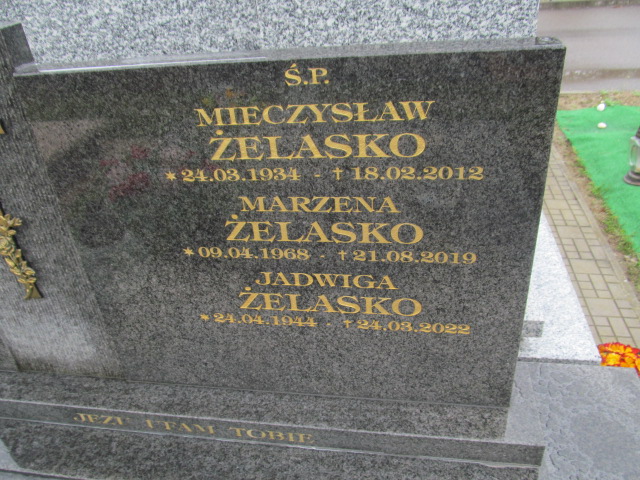 Ś.P.
MIECZYSŁAW
ŻELASKO
*24.03.1934 - †18.02.2012
MARZENA
ŻELASKO
*09.04.1968 - †21.08.2019
JADWIGA
ŻELASKO
*24.04.1944 - †24.03.2022
JEZU UFAM TOBIE